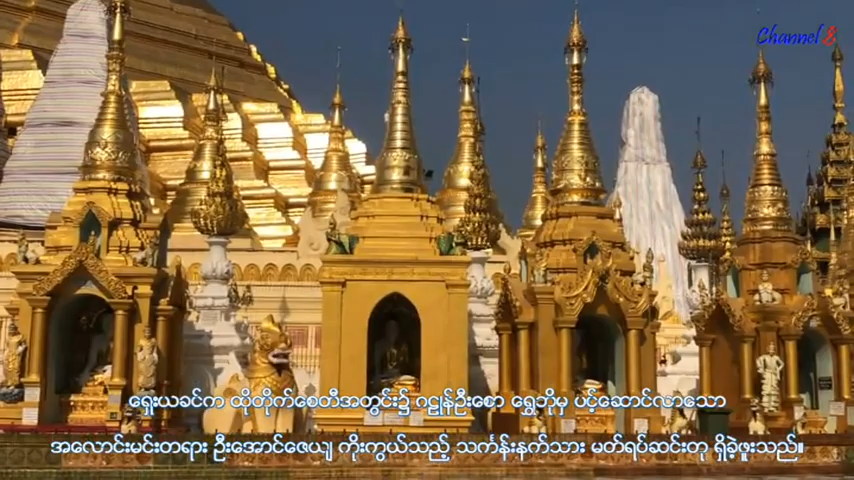 Channel 8
ရှေးယခင်က ထိုတိုက်စေတီအတွင်း၌ ဂဠုန်ဦးစော ရွှေဘိုမှ ပင့်ဆောင်လာသော
အလောင်းမင်းတရား ဦးအောင်ဇေယျ ကိုးကွယ်သည့် သင်္ကန်းနက်သား မတ်ရပ်ဆင်းတု ရှိခဲ့ဖူးသည်။